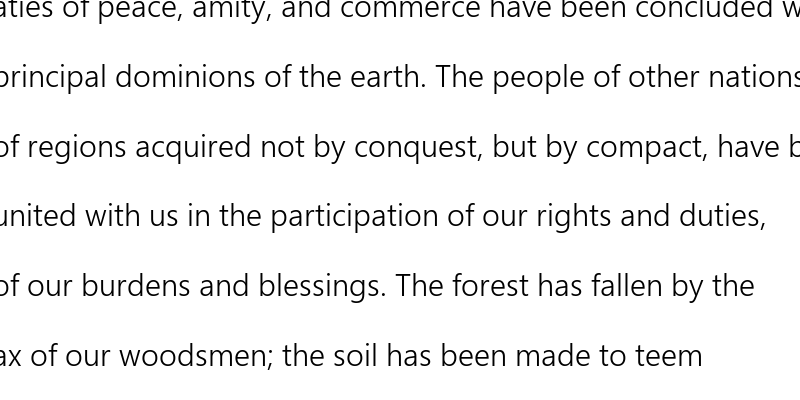 aties of peace, amity, and commerce have been concluded w
principal dominions of the earth. The people of other nations
of regions acquired not by conquest, but by compact, have b
united with us in the participation of our rights and duties,
of our burdens and blessings. The forest has fallen by the
ax of our woodsmen; the soil has been made to teem